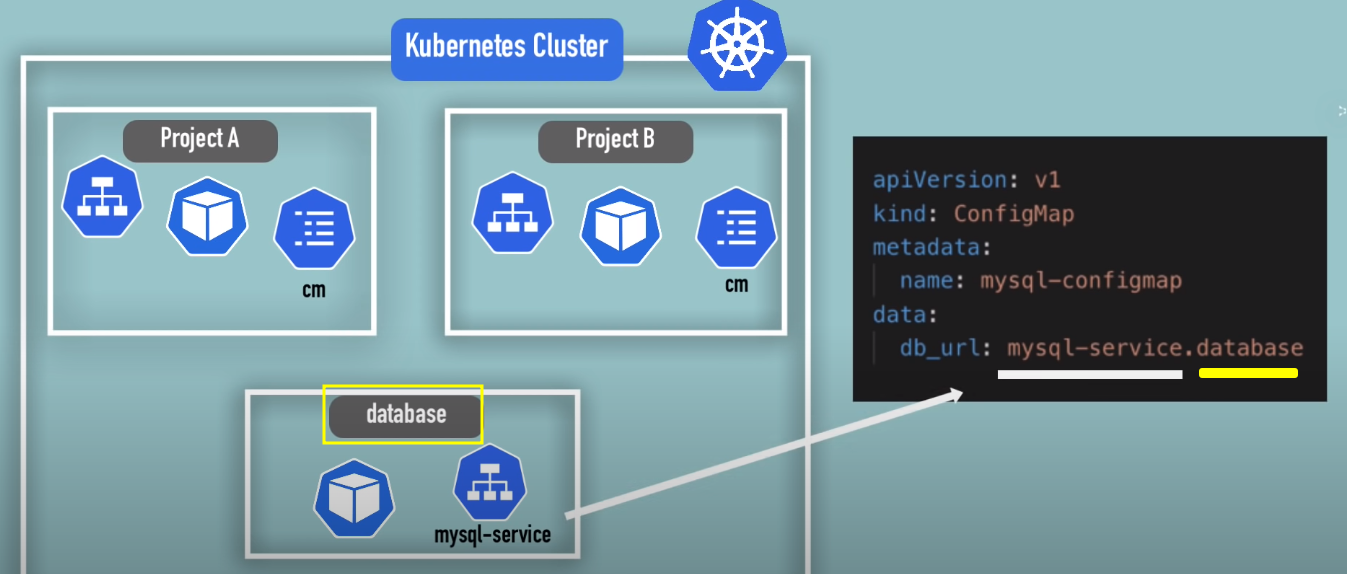 Kubernetes Cluster
Project A
Project B
cm
cm
database
mysql-service
apiVersion: v1
kind: ConfigMap
metadata:
  name: mysql-configmap
data:
  db_url: mysql-service.database